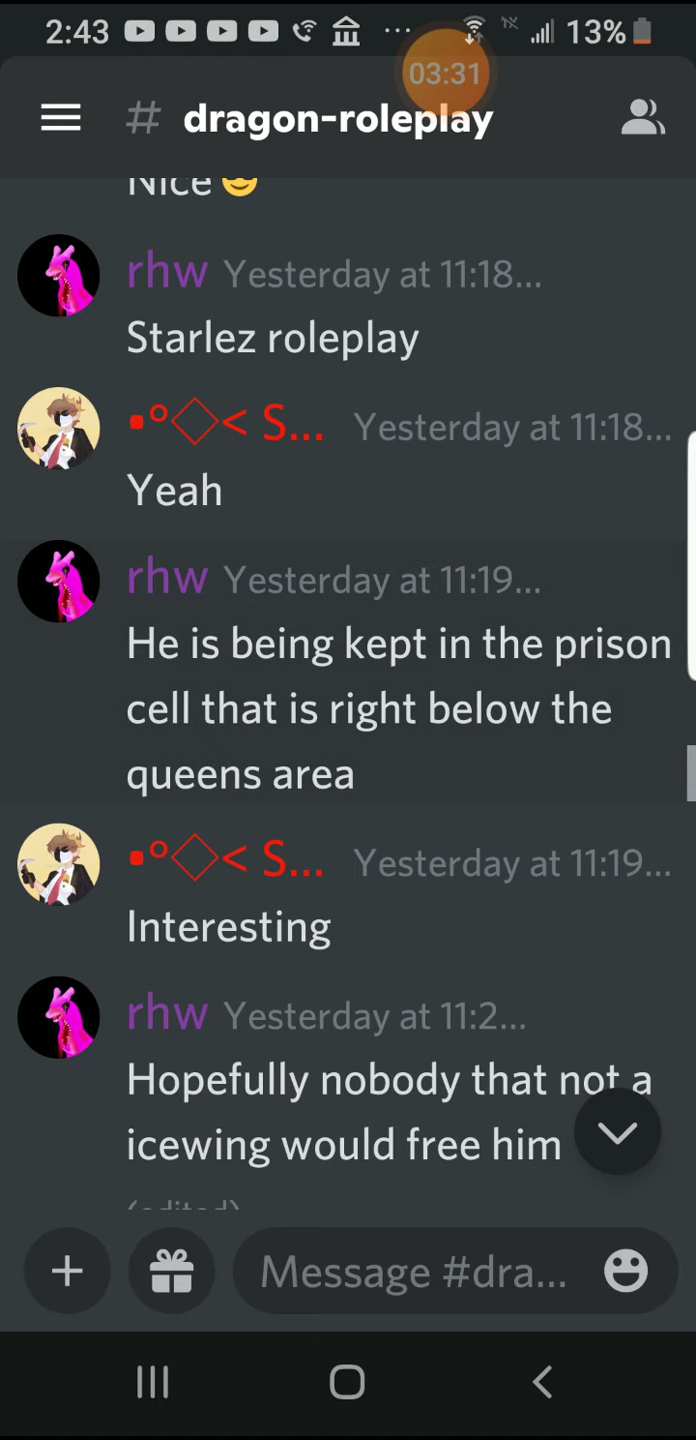 2:43 ... 13%
03:31
# dragon-roleplay
Nice😊
rhw Yesterday at 11:18...
Starlez roleplay
▪°◇< S... Yesterday at 11:18...
Yeah
rhw Yesterday at 11:19...
He is being kept in the prison
cell that is right below the
queens area
▪°◇< S... Yesterday at 11:19...
Interesting
rhw Yesterday at 11:2...
Hopefully nobody that not a
icewing would free him
(edited)
Message #dra...